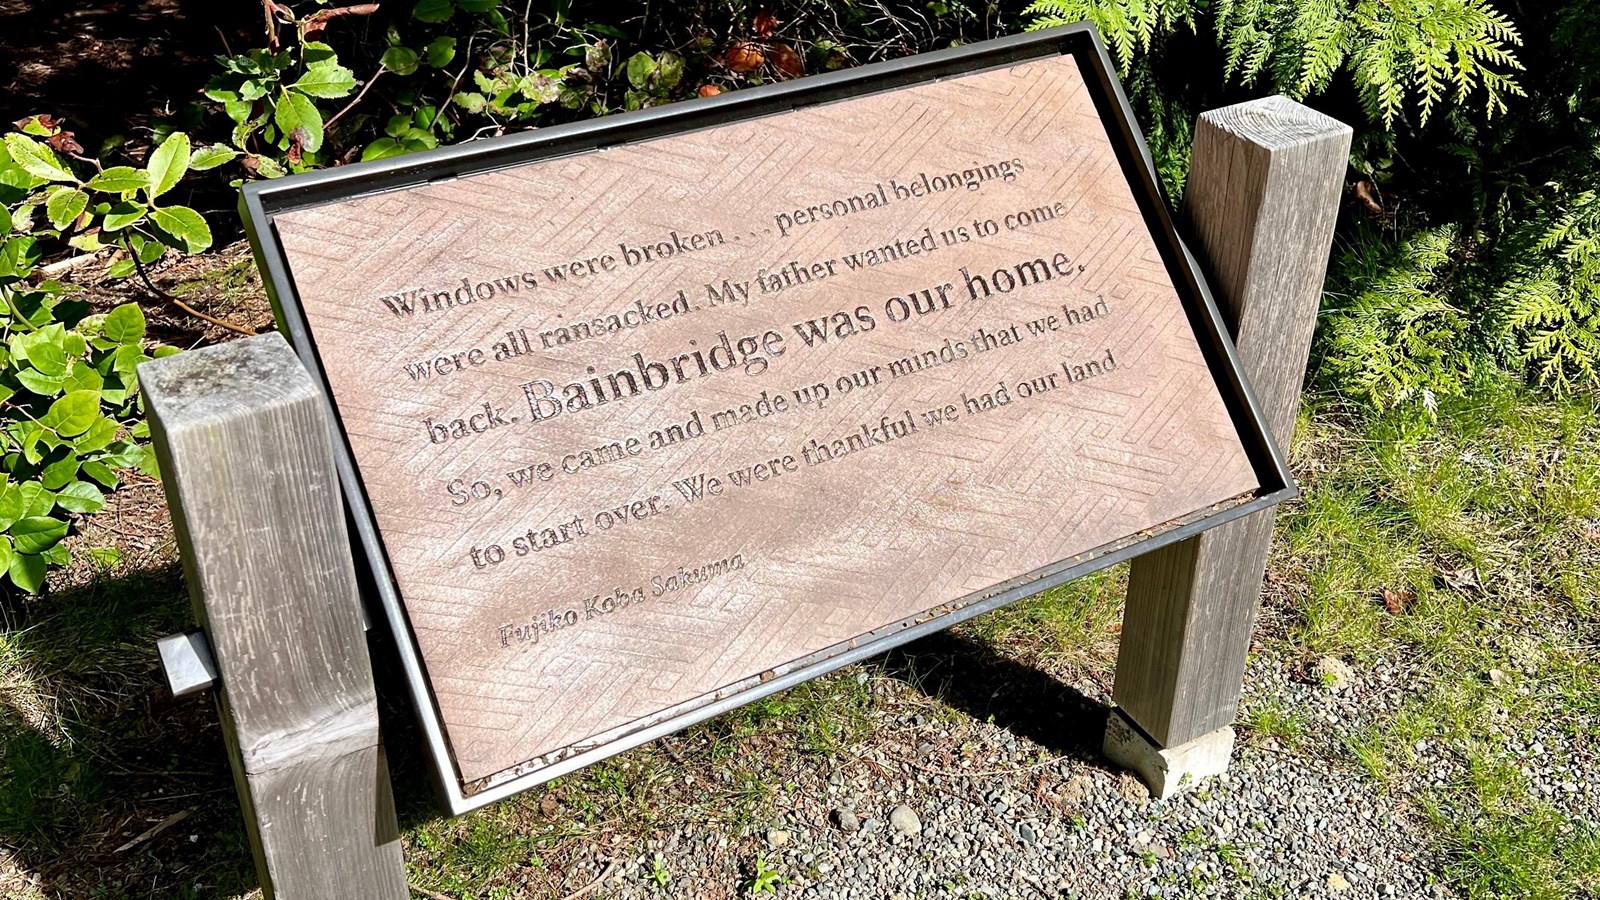 Windows were broken . . . personal belongings
were all ransacked. My father wanted us to come
back. Bainbridge was our home.
So, we came and made up our minds that we had
to start over. We were thankful we had our land.
Fujiko Koba Sakuma